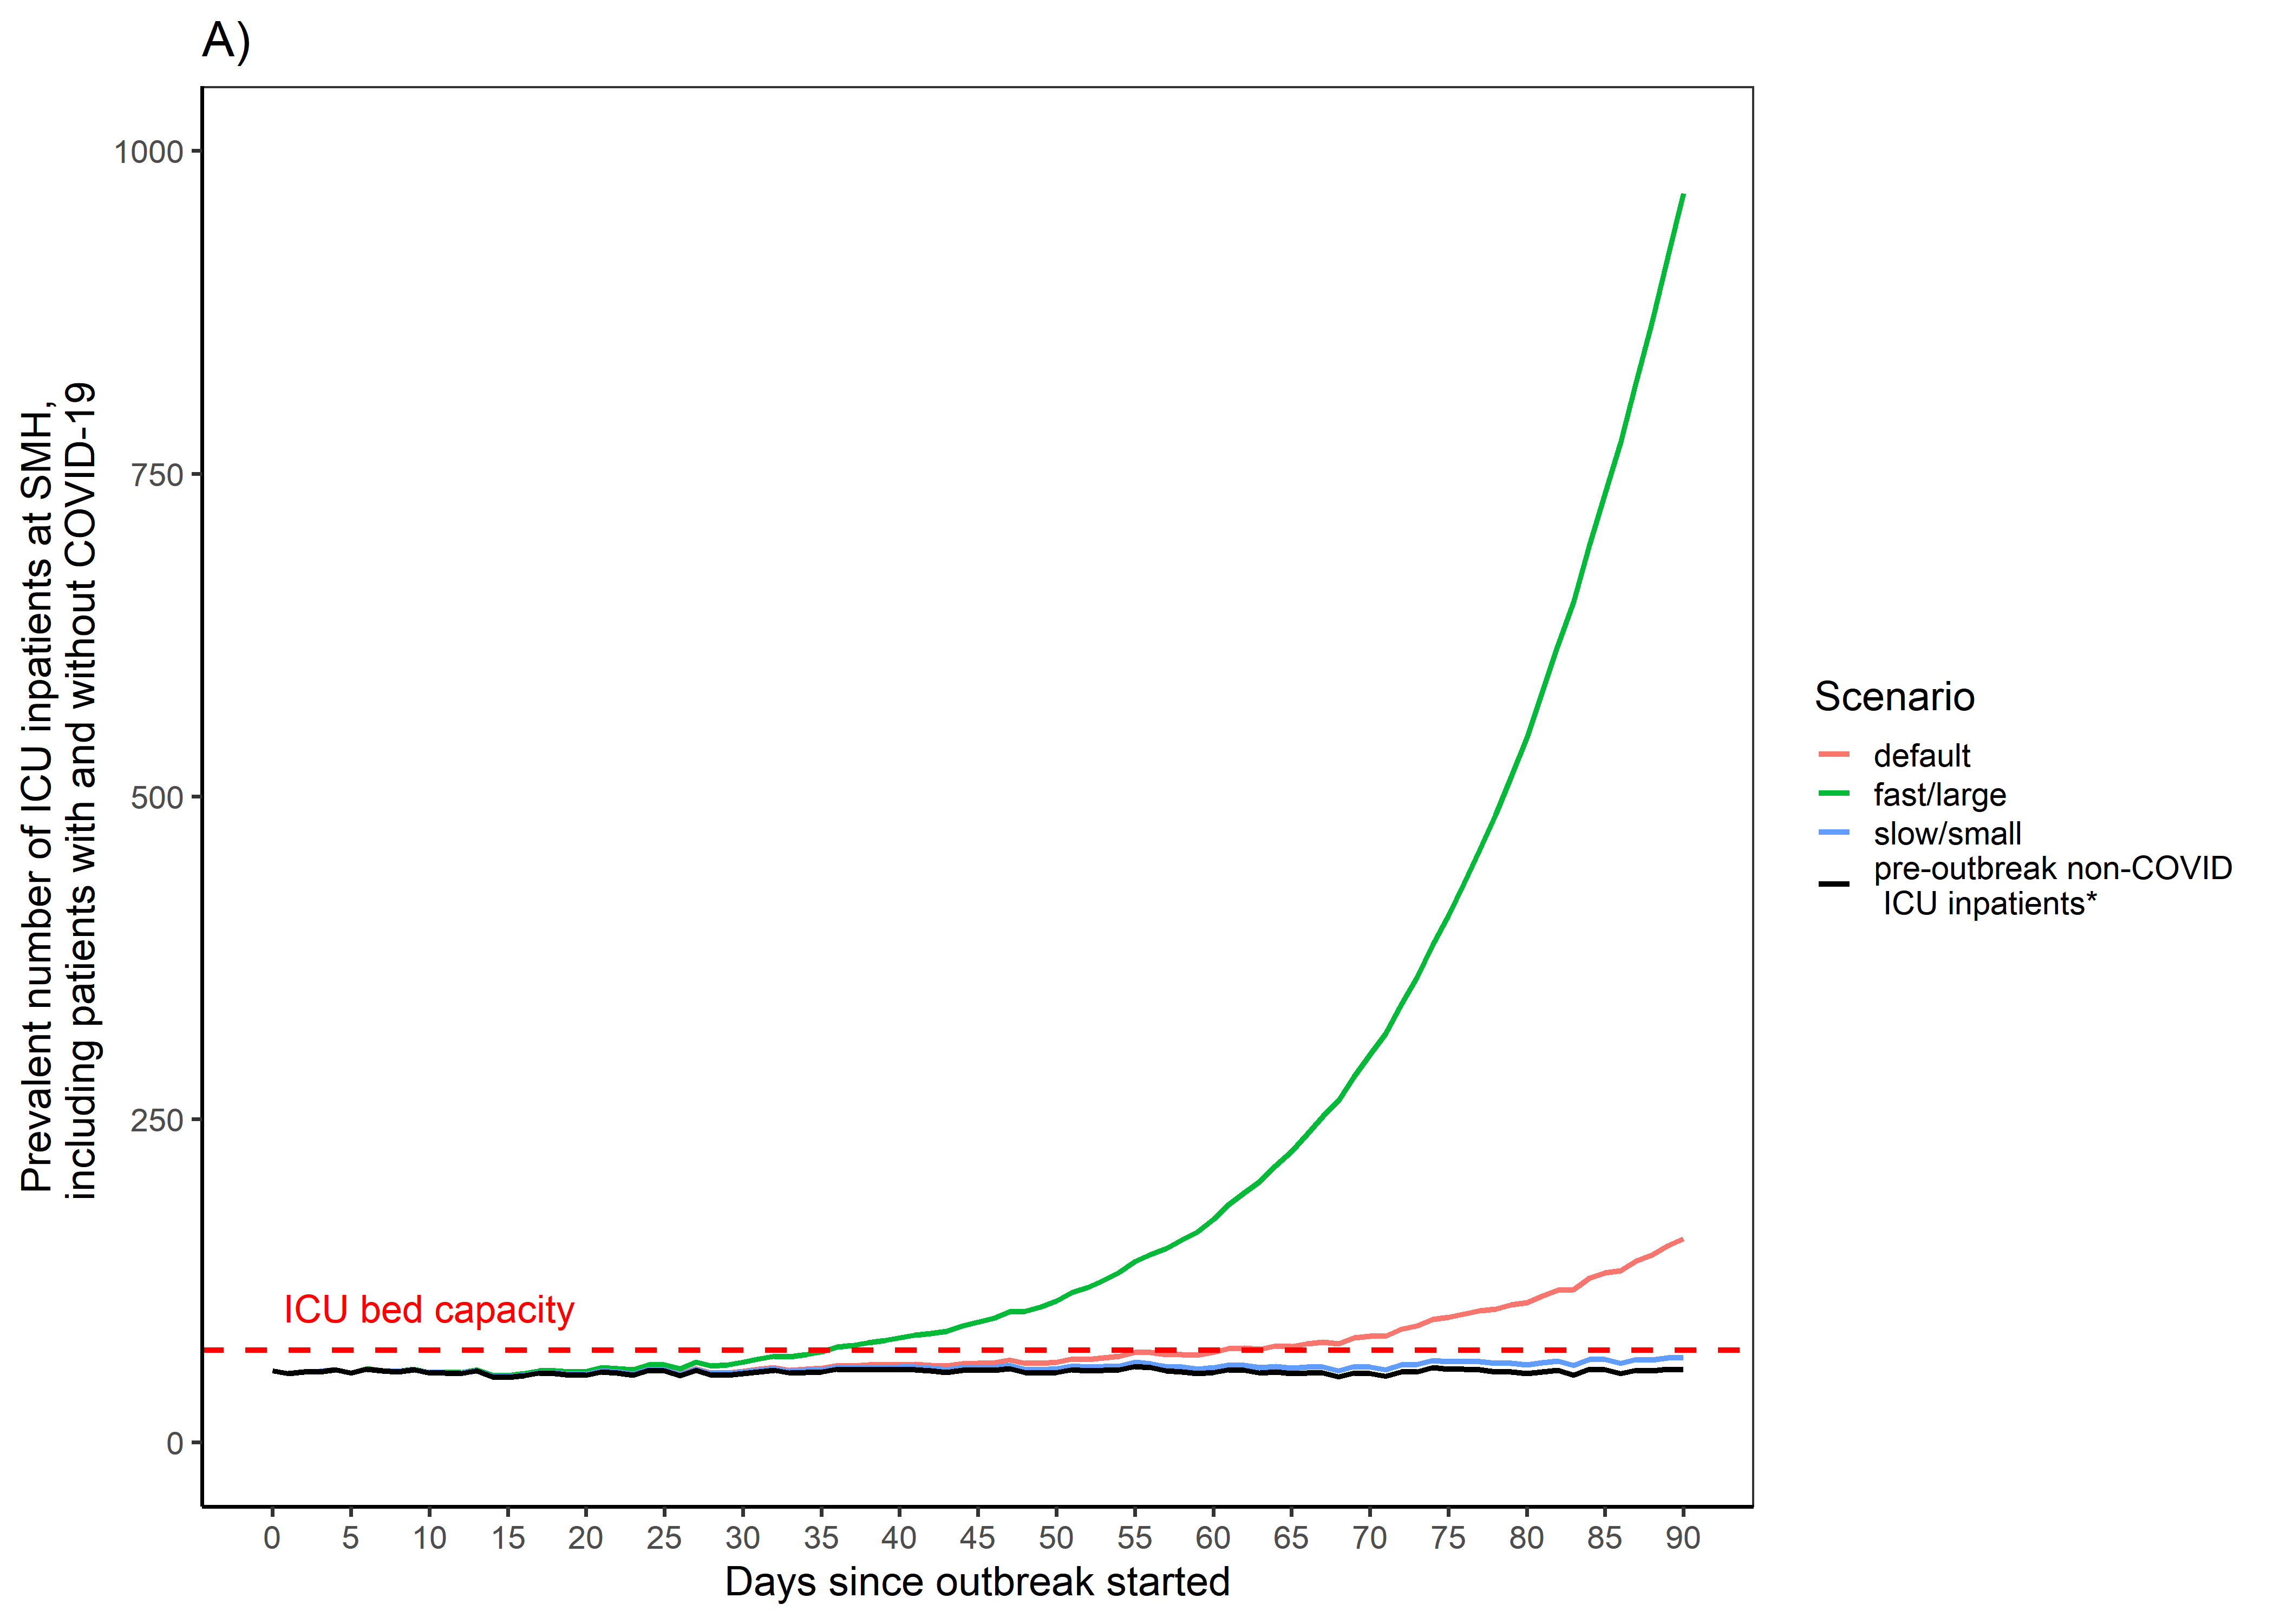 A)
Prevalent number of ICU inpatients at SMH,
including patients with and without COVID-19
1000
750
500
250
0
ICU bed capacity
0 5 10 15 20 25 30 35 40 45 50 55 60 65 70 75 80 85 90
Days since outbreak started
Scenario
default
fast/large
slow/small
pre-outbreak non-COVID
ICU inpatients*